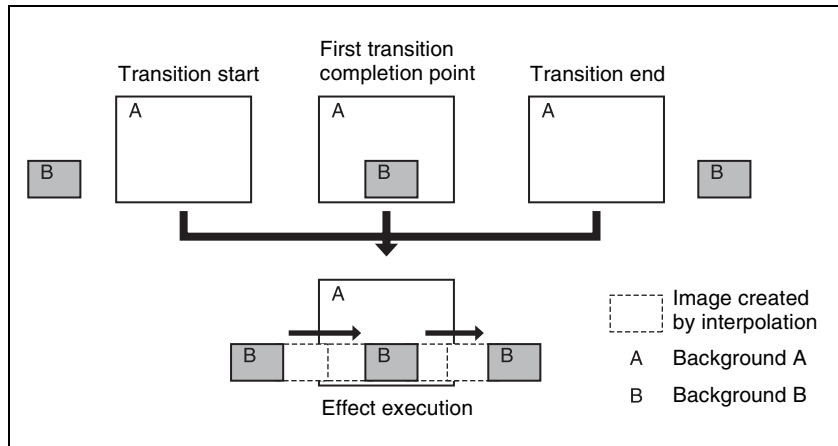 Transition start
First transition
completion point
Transition end
A
A
A
B
B
B
A
B
B
B
Effect execution
Image created
by interpolation
A Background A
B Background B